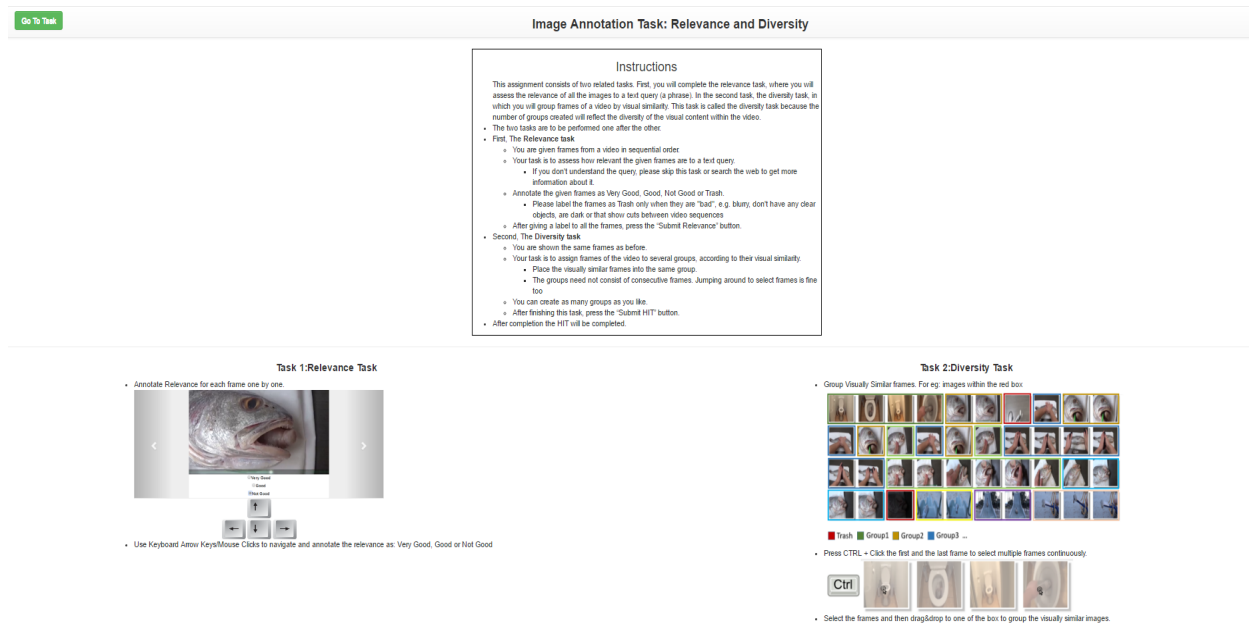 Go To Task
Image Annotation Task: Relevance and Diversity
Instructions
This assignment consists of two related tasks. First, you will complete the relevance task, where you will
assess the relevance of all the images to a text query (a phrase). In the second task, the diversity task, in
which you will group frames of a video by visual similarity. This task is called the diversity task because the
number of groups created will reflect the diversity of the visual content within the video.
The two tasks are to be performed one after the other.
First, The Relevance task
You are given frames from a video in sequential order.
Your task is to assess how relevant the given frames are to a text query.
If you don't understand the query, please skip this task or search the web to get more
information about it.
Annotate the given frames as Very Good, Good, Not Good or Trash.
Please label the frames as Trash only when they are "bad", e.g. blurry, don't have any clear
objects, are dark or that show cuts between video sequences
After giving a label to all the frames, press the "Submit Relevance" button.
Second, The Diversity task
You are shown the same frames as before.
Your task is to assign frames of the video to several groups, according to their visual similarity.
Place the visually similar frames into the same group.
The groups need not consist of consecutive frames. Jumping around to select frames is fine
too
You can create as many groups as you like.
After finishing this task, press the "Submit HIT" button.
After completion the HIT will be completed.
Task 1:Relevance Task
Annotate Relevance for each frame one by one.
Very Good
Good
Not Good
Use Keyboard Arrow Keys/Mouse Clicks to navigate and annotate the relevance as: Very Good, Good or Not Good
Task 2:Diversity Task
Group Visually Similar frames. For eg: images within the red box
Trash Group1 Group2 Group3 ...
Press CTRL + Click the first and the last frame to select multiple frames continuously.
Ctrl
Select the frames and then drag&drop to one of the box to group the visually similar images.